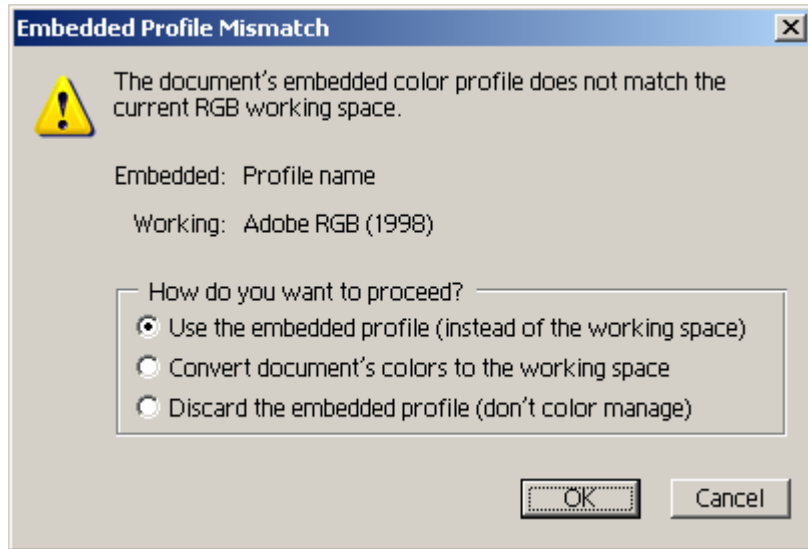 Embedded Profile Mismatch
The document's embedded color profile does not match the
current RGB working space.
Embedded: Profile name
Working: Adobe RGB (1998)
How do you want to proceed?
Use the embedded profile (instead of the working space)
Convert document's colors to the working space
Discard the embedded profile (don't color manage)
OK Cancel